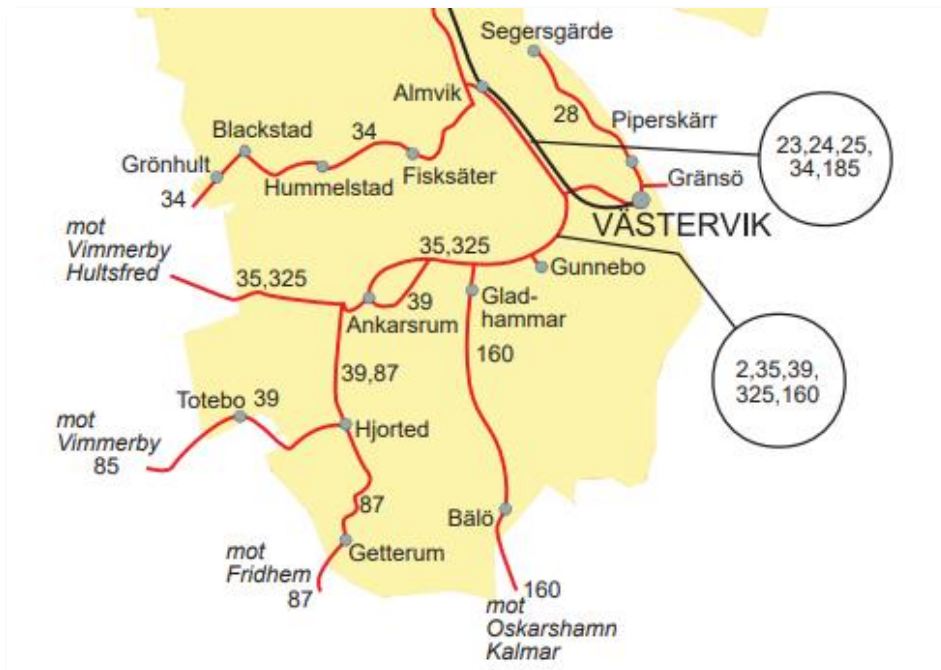 Segersgärde
Almvik
28
Piperskärr
23,24,25,
34,185
Blackstad
34
Grönhult
Hummelstad
Fisksäter
Gränsö
34
VÄSTERVIK
mot
Vimmerby
Hultsfred
35,325
35,325
Gunnebo
39
Ankarsrum
Glad-
hammar
160
2,35,39,
325,160
39,87
Totebo
39
Hjorted
mot
Vimmerby
85
87
Bälö
Getterum
mot
Fridhem
87
160
mot
Oskarshamn
Kalmar